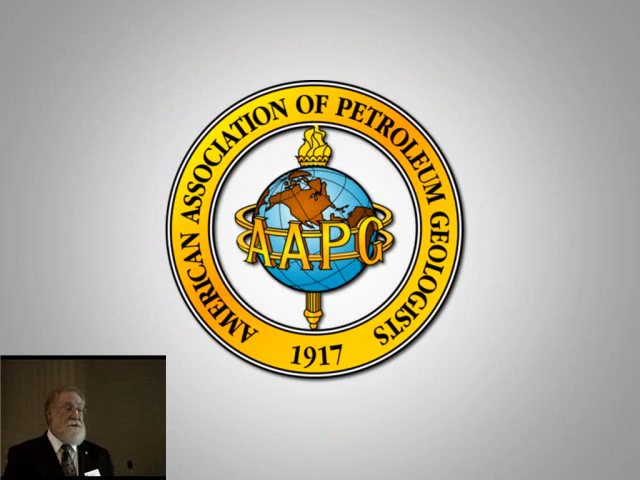 AMERICAN ASSOCIATION OF PETROLEUM GEOLOGISTS
AAPG
1917